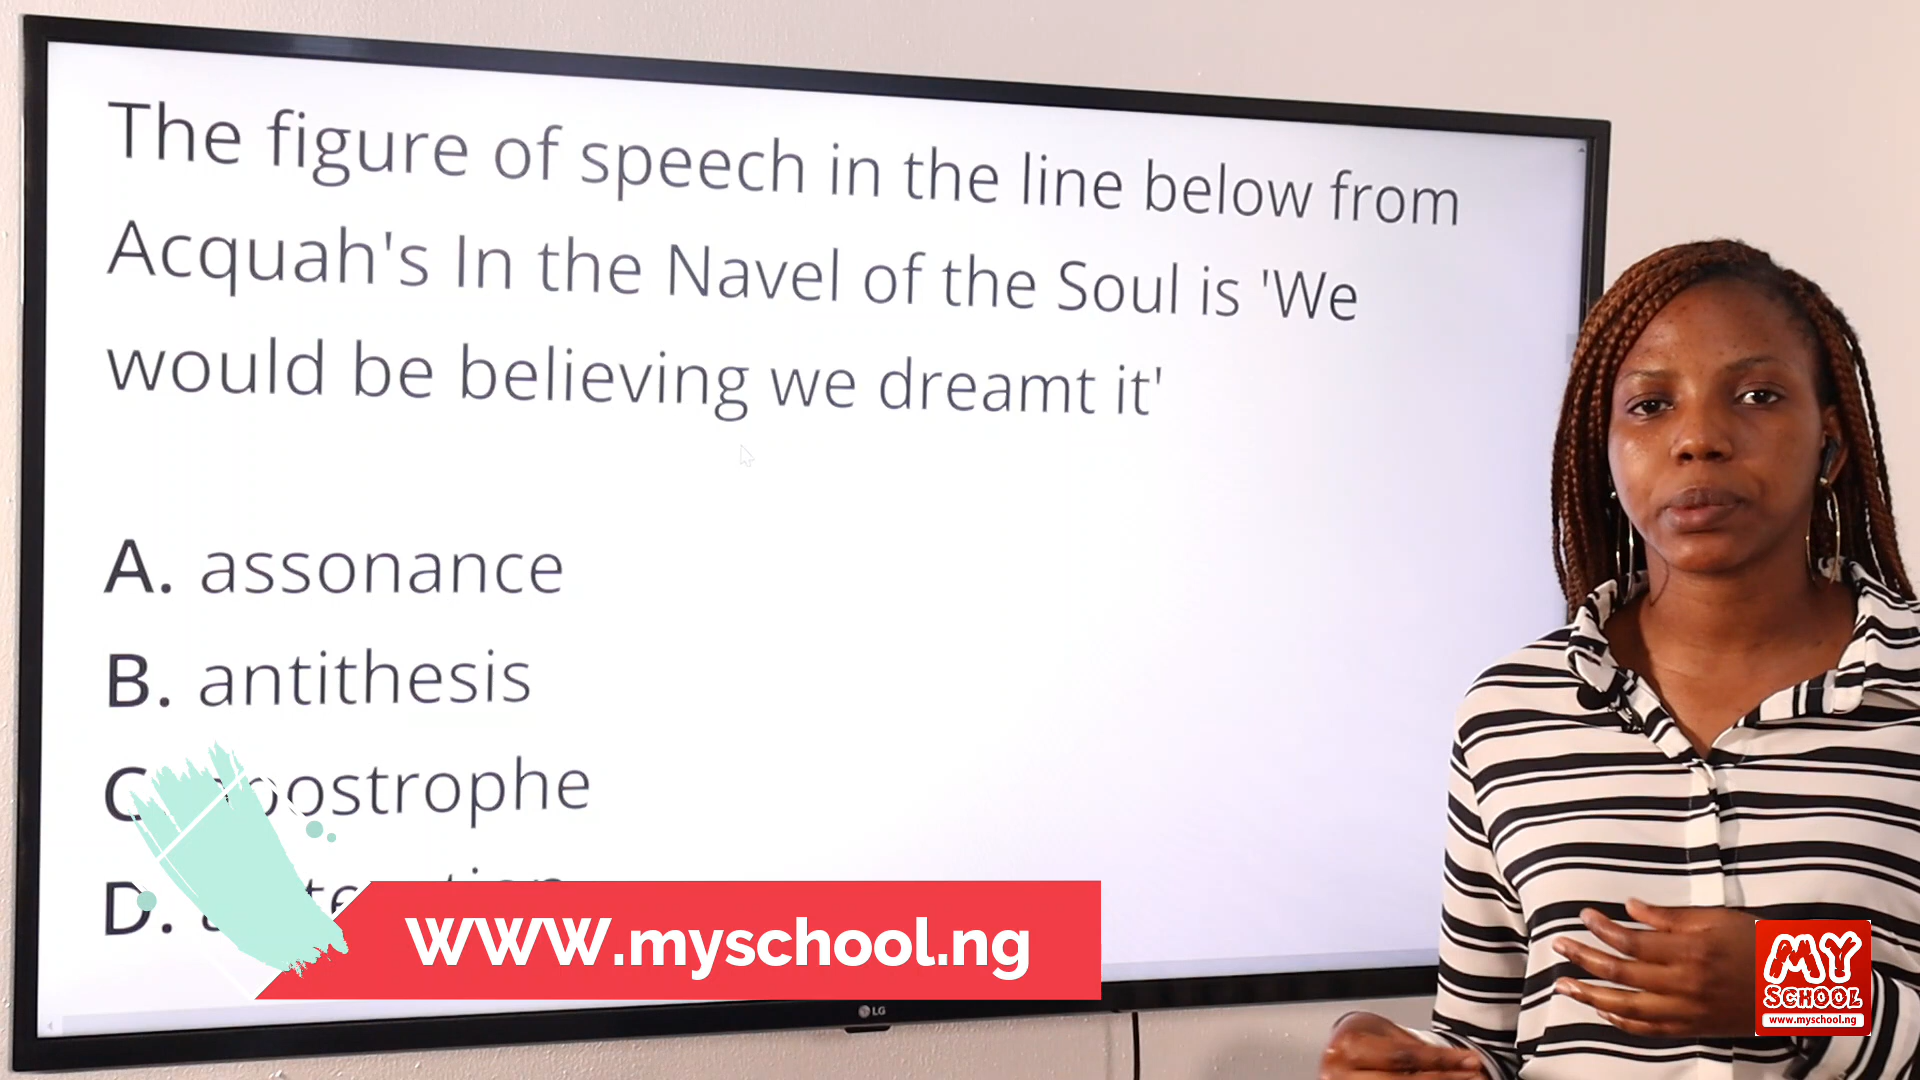 The figure of speech in the line below from
Acquah's In the Navel of the Soul is 'We
would be believing we dreamt it'
A. assonance
B. antithesis
C. apostrophe
D.
www.myschool.ng
LG
MY
SCHOOL
www.myschool.ng